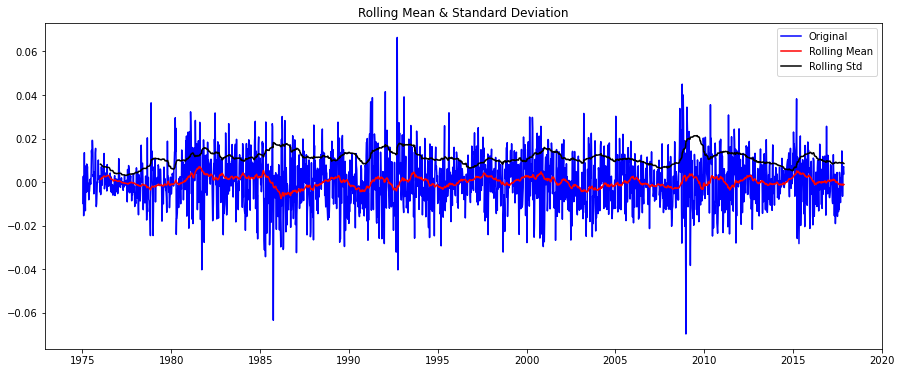 Rolling Mean & Standard Deviation
Original
Rolling Mean
Rolling Std
0.06
0.04
0.02
0.00
−0.02
−0.04
−0.06
1975 1980 1985 1990 1995 2000 2005 2010 2015 2020